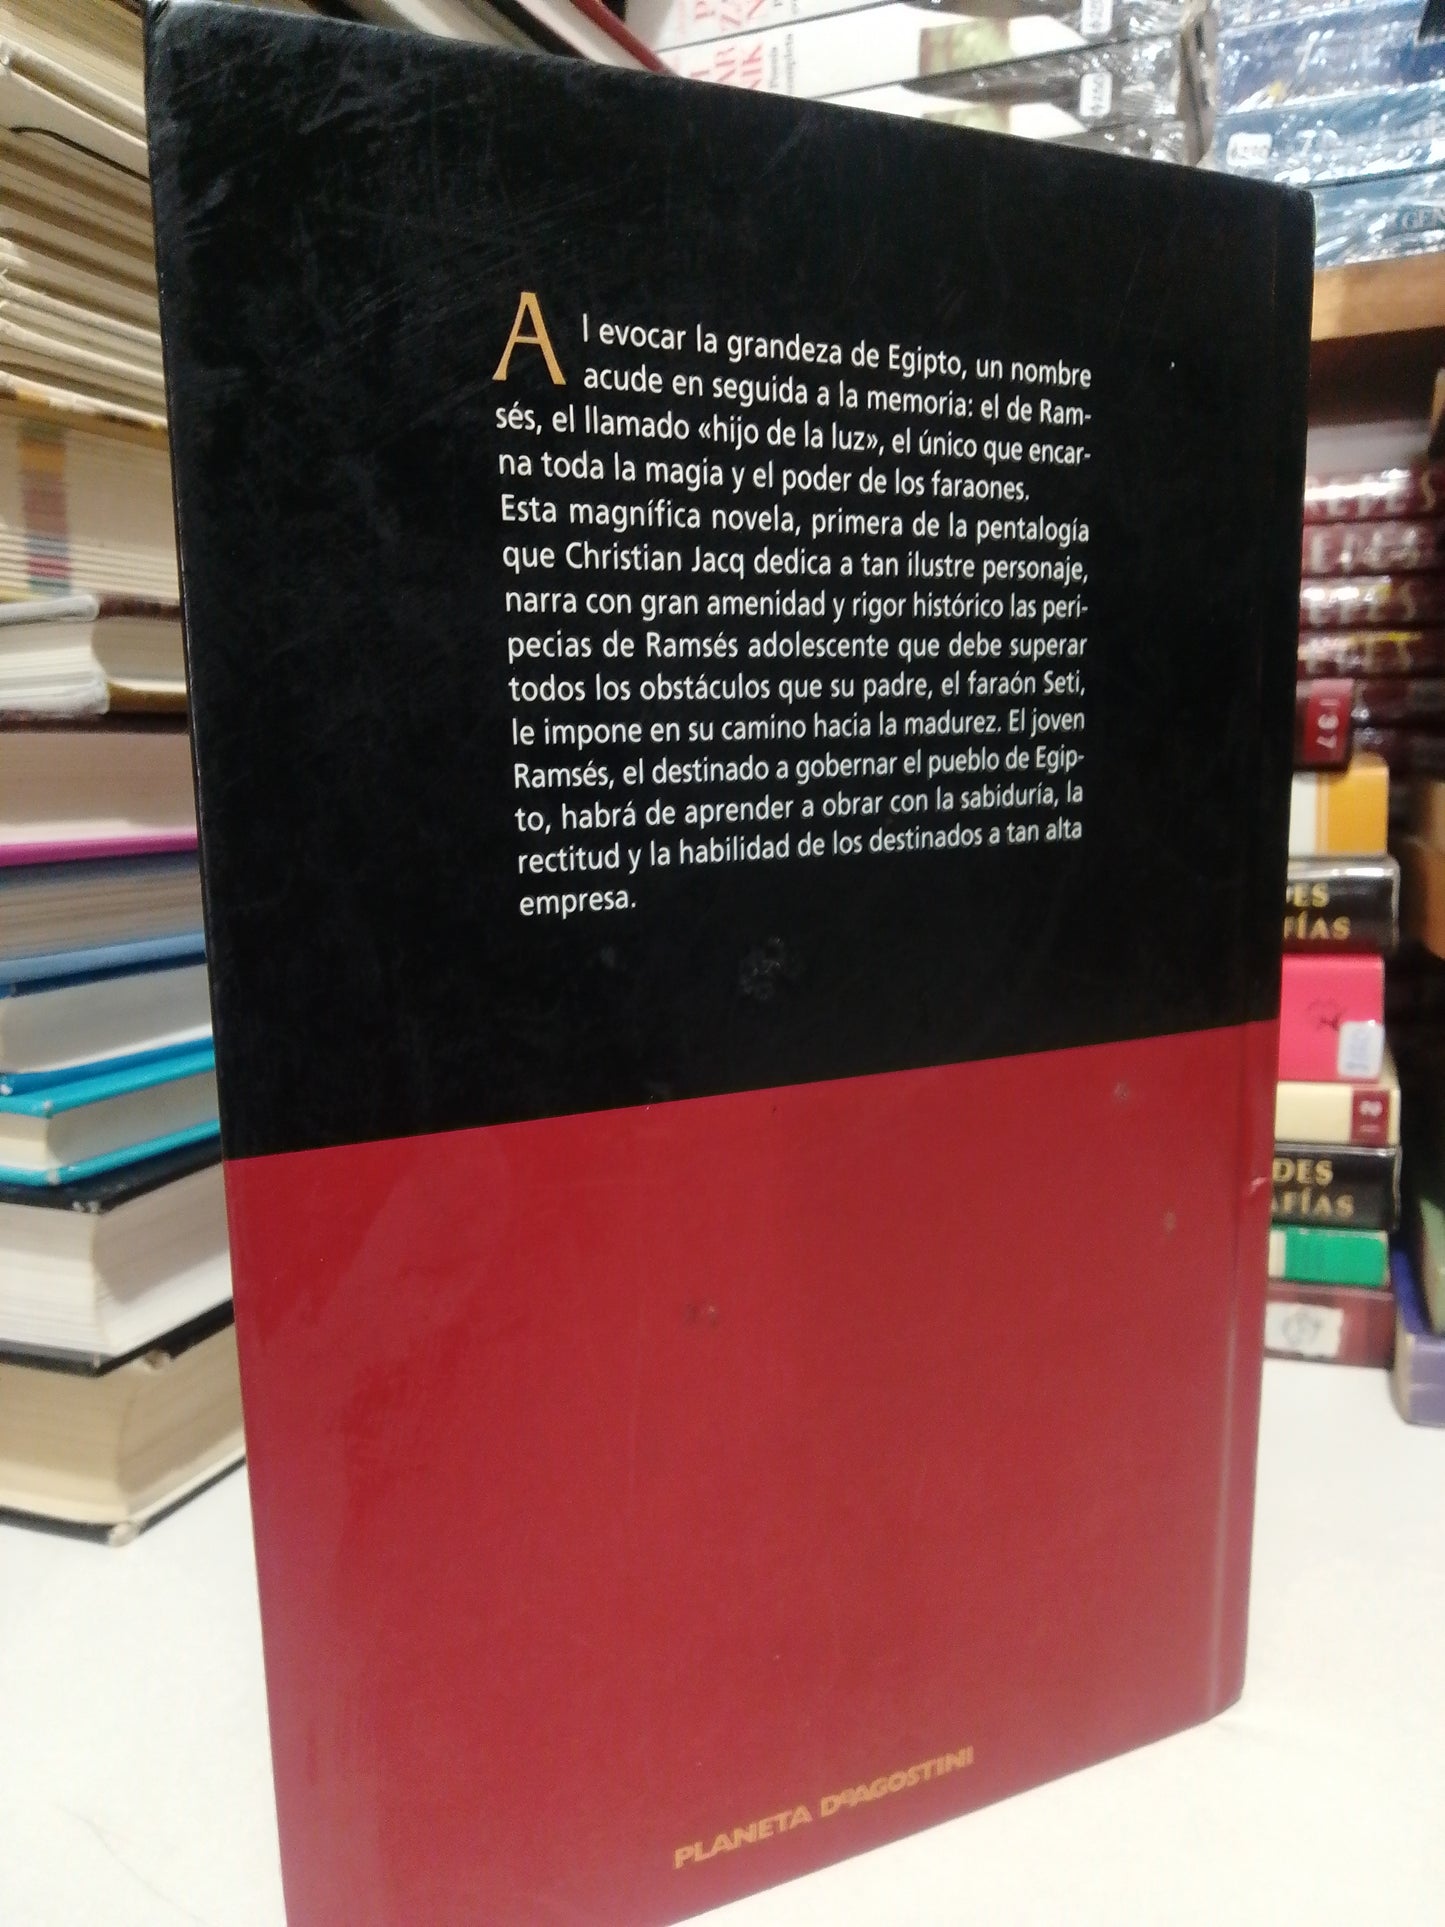 Al evocar la grandeza de Egipto, un nombre
acude en seguida a la memoria: el de Ram-
sés, el llamado «hijo de la luz», el único que encar-
na toda la magia y el poder de los faraones.
Esta magnífica novela, primera de la pentalogía
que Christian Jacq dedica a tan ilustre personaje,
narra con gran amenidad y rigor histórico las peri-
pecias de Ramsés adolescente que debe superar
todos los obstáculos que su padre, el faraón Seti,
le impone en su camino hacia la madurez. El joven
Ramsés, el destinado a gobernar el pueblo de Egip-
to, habrá de aprender a obrar con la sabiduría, la
rectitud y la habilidad de los destinados a tan alta
empresa.
PLANETA DeAGOSTINI
DES
AFÍAS